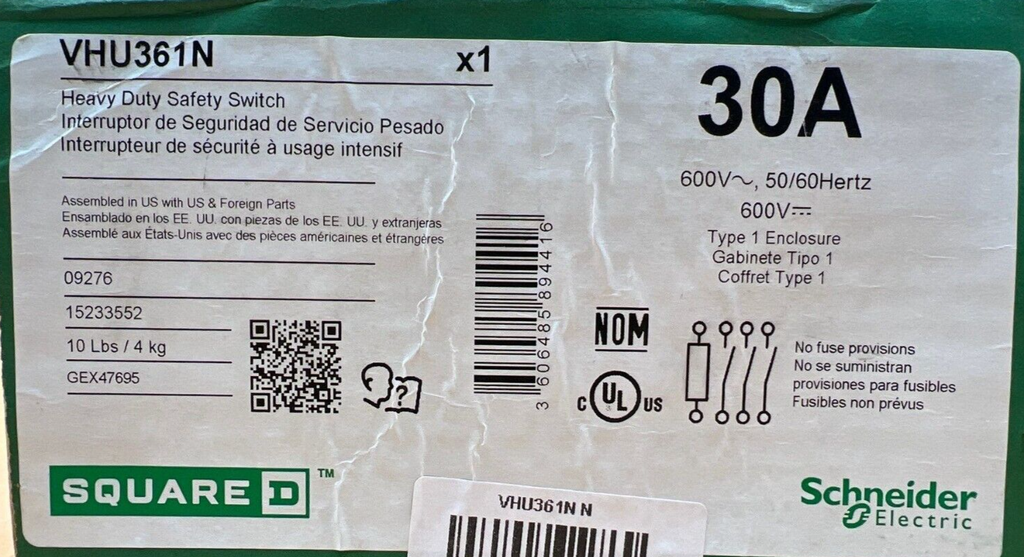 VHU361N x1
Heavy Duty Safety Switch
Interruptor de Seguridad de Servicio Pesado
Interrupteur de sécurité à usage intensif
Assembled in US with US & Foreign Parts
Ensamblado en los EE. UU. con piezas de los EE. UU. y extranjeras
Assemblé aux États-Unis avec des pièces américaines et étrangéres
09276
15233552
10 Lbs / 4 kg
GEX47695
3 606485 894416
30A
600V~, 50/60Hertz
600V⎓
Type 1 Enclosure
Gabinete Tipo 1
Coffret Type 1
NOM
C UL US
No fuse provisions
No se suministran
provisiones para fusibles
Fusibles non prévus
SQUARE D ™
VHU361N N
Schneider
Electric